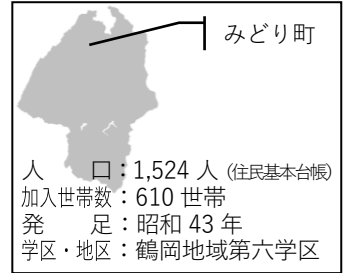 みどり町
人　　口：1,524 人 (住民基本台帳)
加入世帯数：610 世帯
発　　足：昭和 43 年
学区・地区：鶴岡地域第六学区